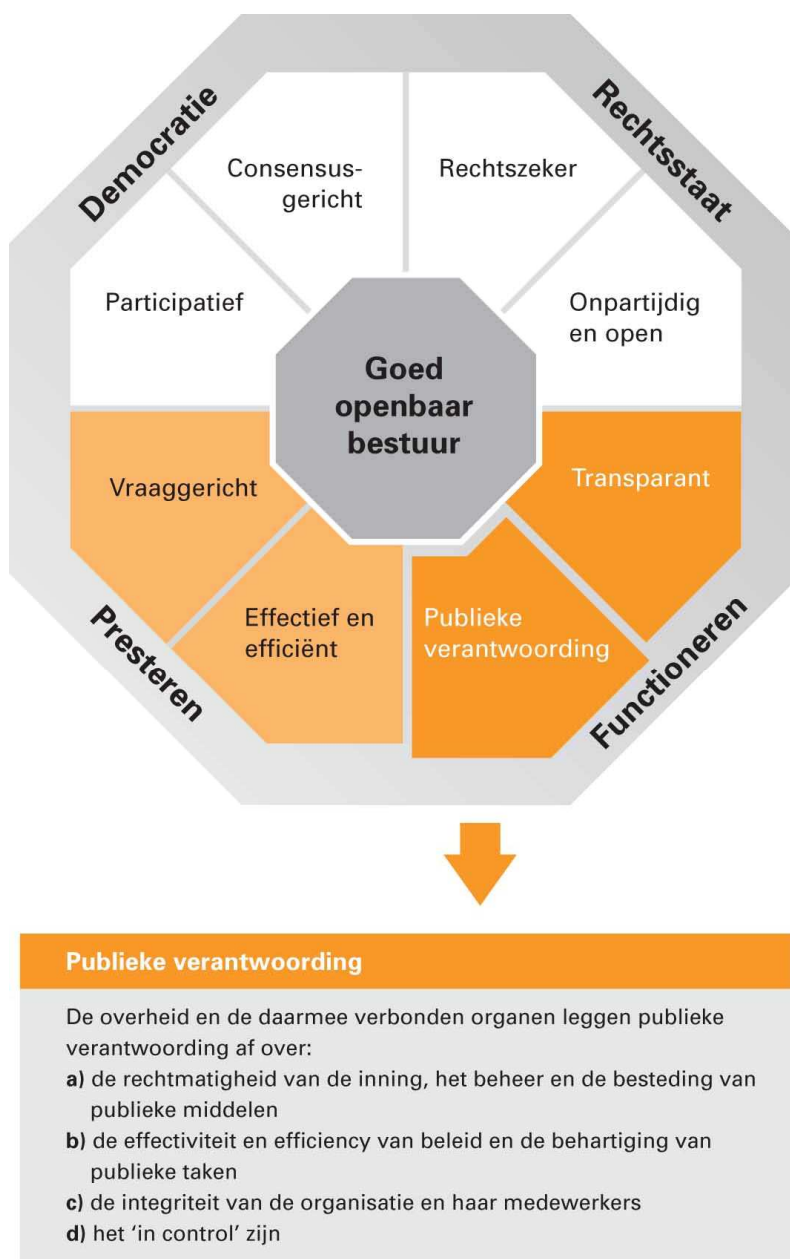 Democratie
Rechtsstaat
Consensus-
gericht
Rechtszeker
Participatief
Onpartijdig
en open
Goed
openbaar
bestuur
Vraaggericht
Transparant
Effectief en
efficiënt
Publieke
verantwoording
Presteren
Functioneren
Publieke verantwoording
De overheid en de daarmee verbonden organen leggen publieke
verantwoording af over:
a) de rechtmatigheid van de inning, het beheer en de besteding van
publieke middelen
b) de effectiviteit en efficiency van beleid en de behartiging van
publieke taken
c) de integriteit van de organisatie en haar medewerkers
d) het ‘in control’ zijn